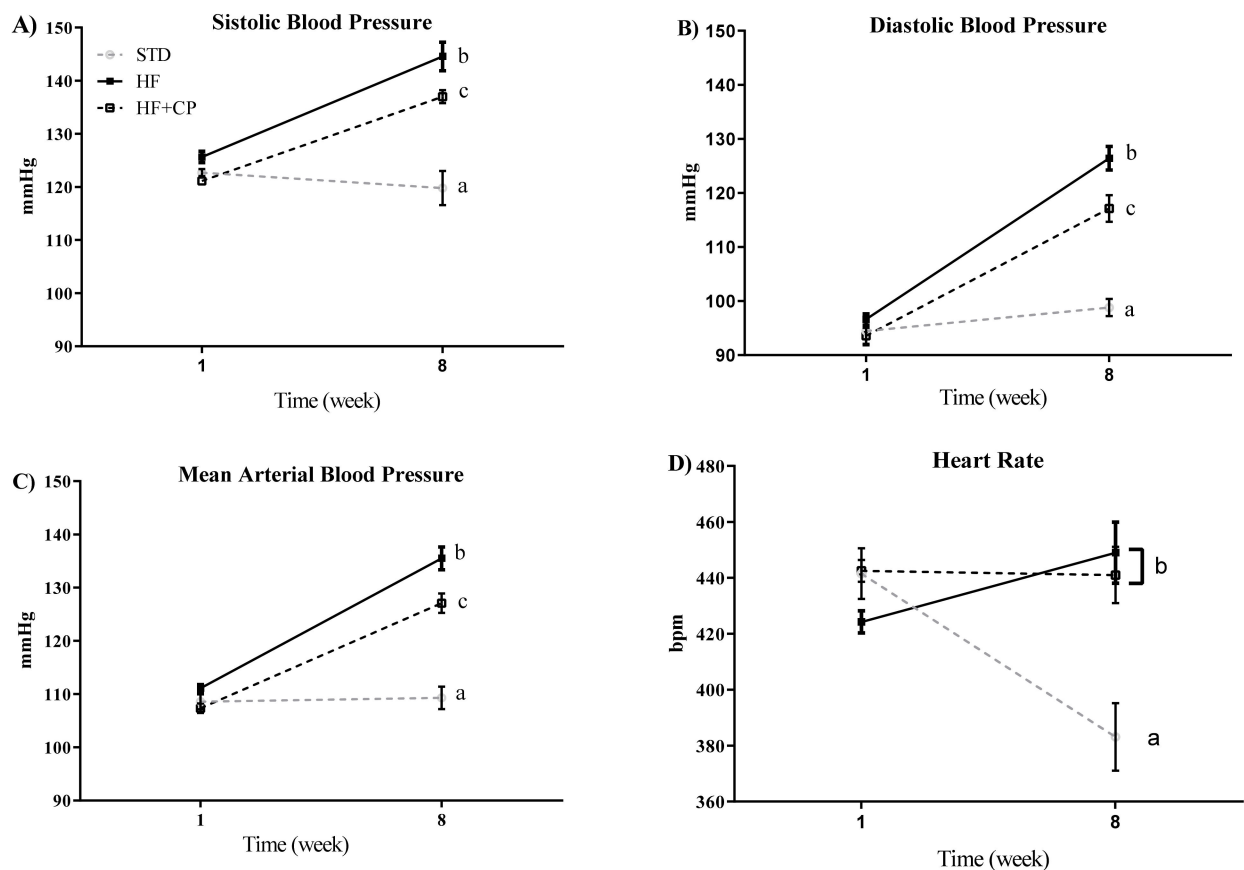 A)
Sistolic Blood Pressure
150
140
130
120
110
100
90
mmHg
STD
HF
HF+CP
b
c
a
1
8
Time (week)
B)
Diastolic Blood Pressure
150
140
130
120
110
100
90
mmHg
b
c
a
1
8
Time (week)
C)
Mean Arterial Blood Pressure
150
140
130
120
110
100
90
mmHg
b
c
a
1
8
Time (week)
D)
Heart Rate
480
460
440
420
400
380
360
bpm
b
a
1
8
Time (week)